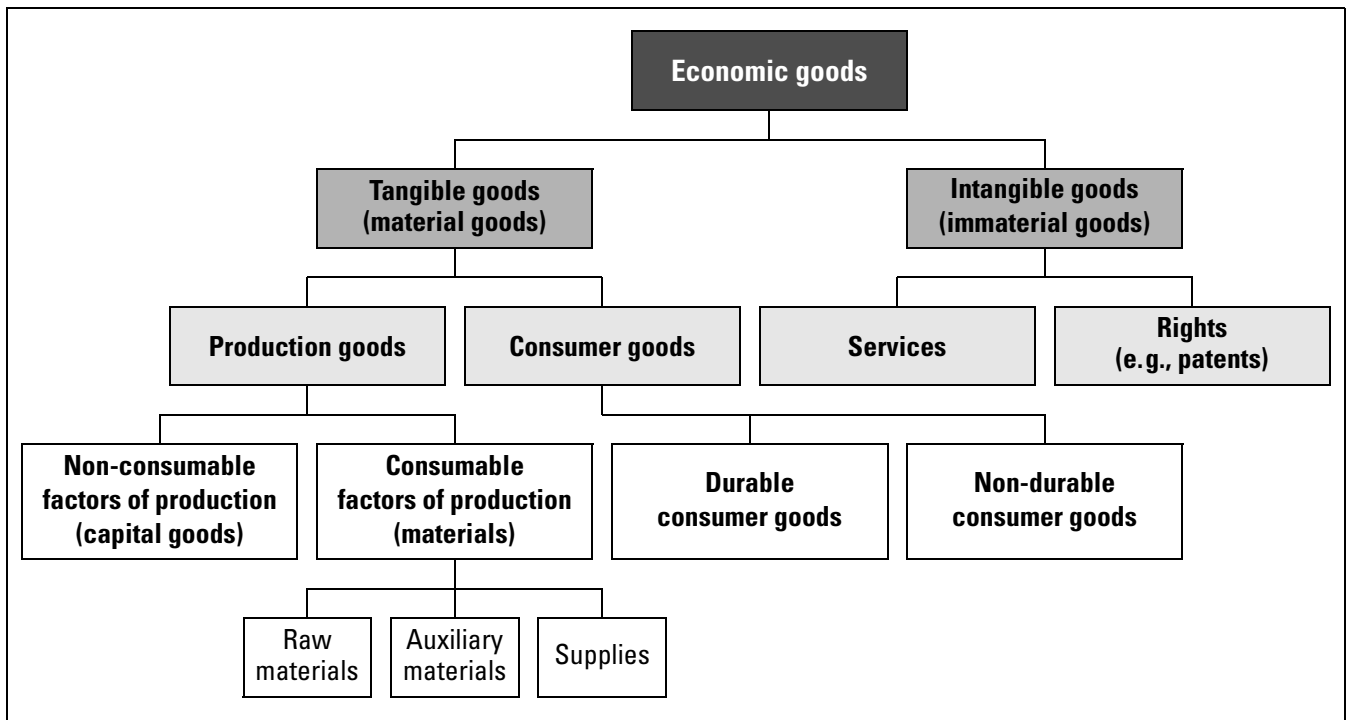 Economic goods
Tangible goods
(material goods)
Intangible goods
(immaterial goods)
Production goods
Consumer goods
Services
Rights
(e.g., patents)
Non-consumable
factors of production
(capital goods)
Consumable
factors of production
(materials)
Durable
consumer goods
Non-durable
consumer goods
Raw
materials
Auxiliary
materials
Supplies